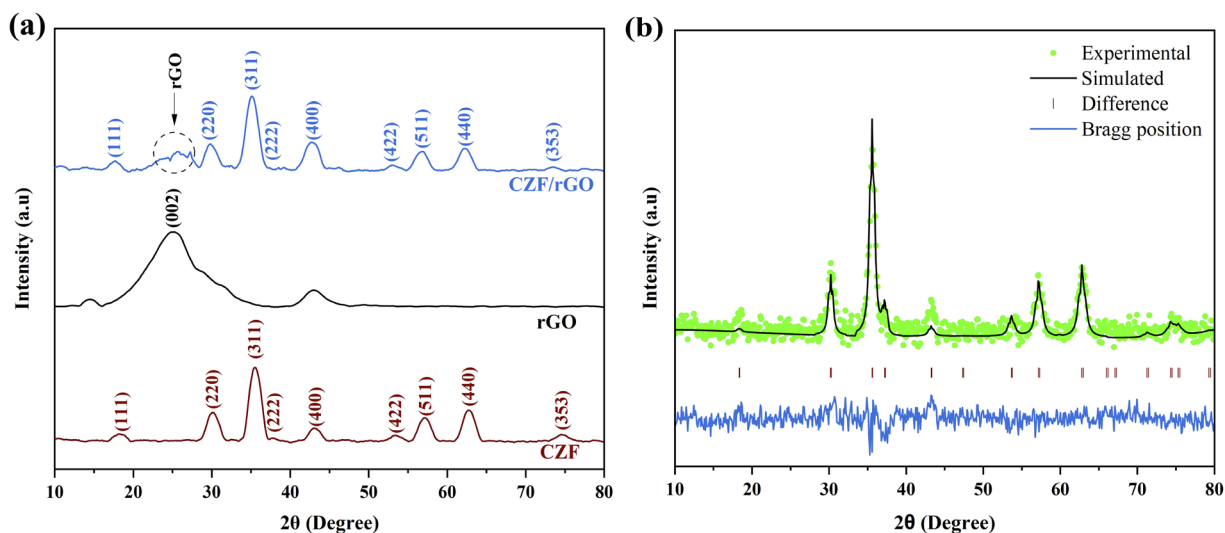 (a)
rGO
(111)
(220)
(311)
(222)
(400)
(422)
(511)
(440)
(353)
CZF/rGO
(002)
rGO
(111)
(220)
(311)
(222)
(400)
(422)
(511)
(440)
(353)
CZF
Intensity (a.u)
10 20 30 40 50 60 70 80
2θ (Degree)
(b)
Experimental
Simulated
Difference
Bragg position
Intensity (a.u)
10 20 30 40 50 60 70 80
2θ (Degree)